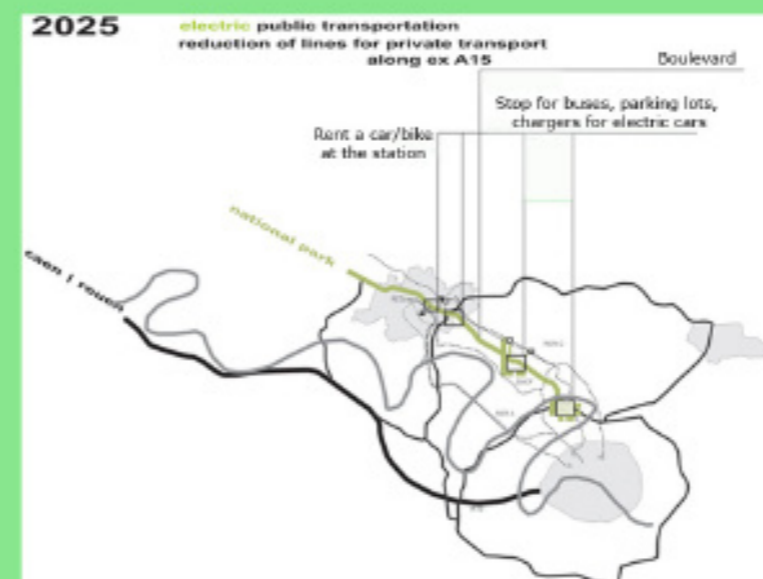 2025
electric public transportation
reduction of lines for private transport
along ex A15
Boulevard
Stop for buses, parking lots,
chargers for electric cars
Rent a car/bike
at the station
national park
caen | rouen